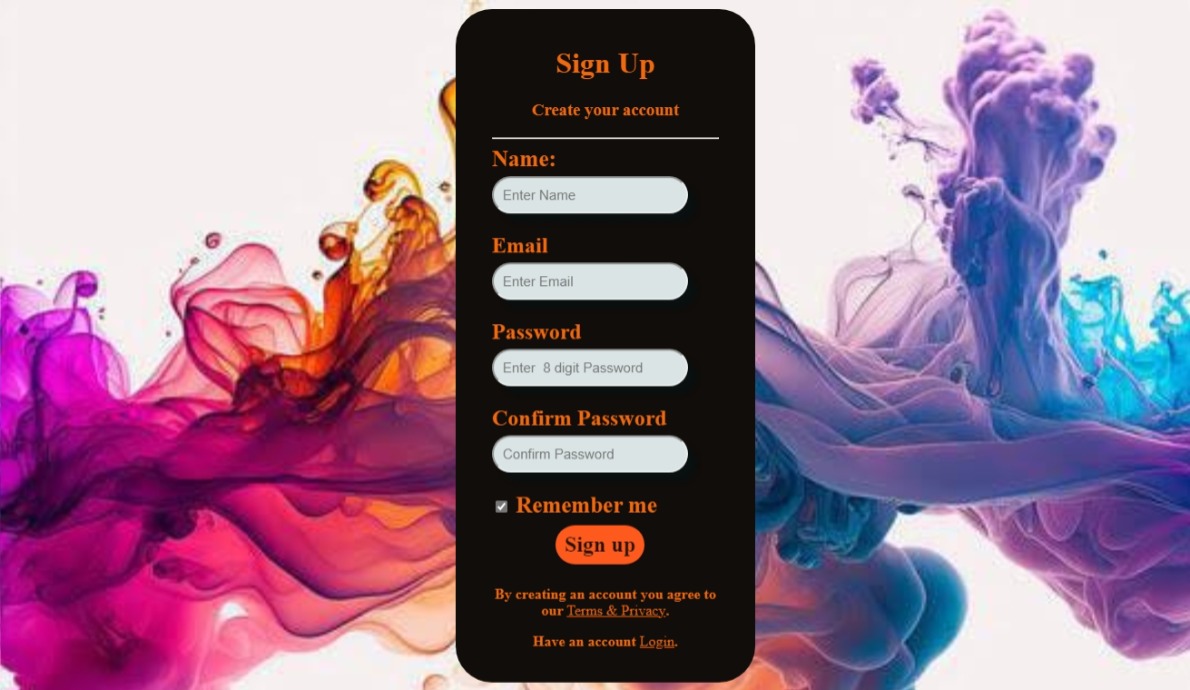 Sign Up
Create your account
Name:
Enter Name
Email
Enter Email
Password
Enter  8 digit Password
Confirm Password
Confirm Password
Remember me
Sign up
By creating an account you agree to
our Terms & Privacy.
Have an account Login.